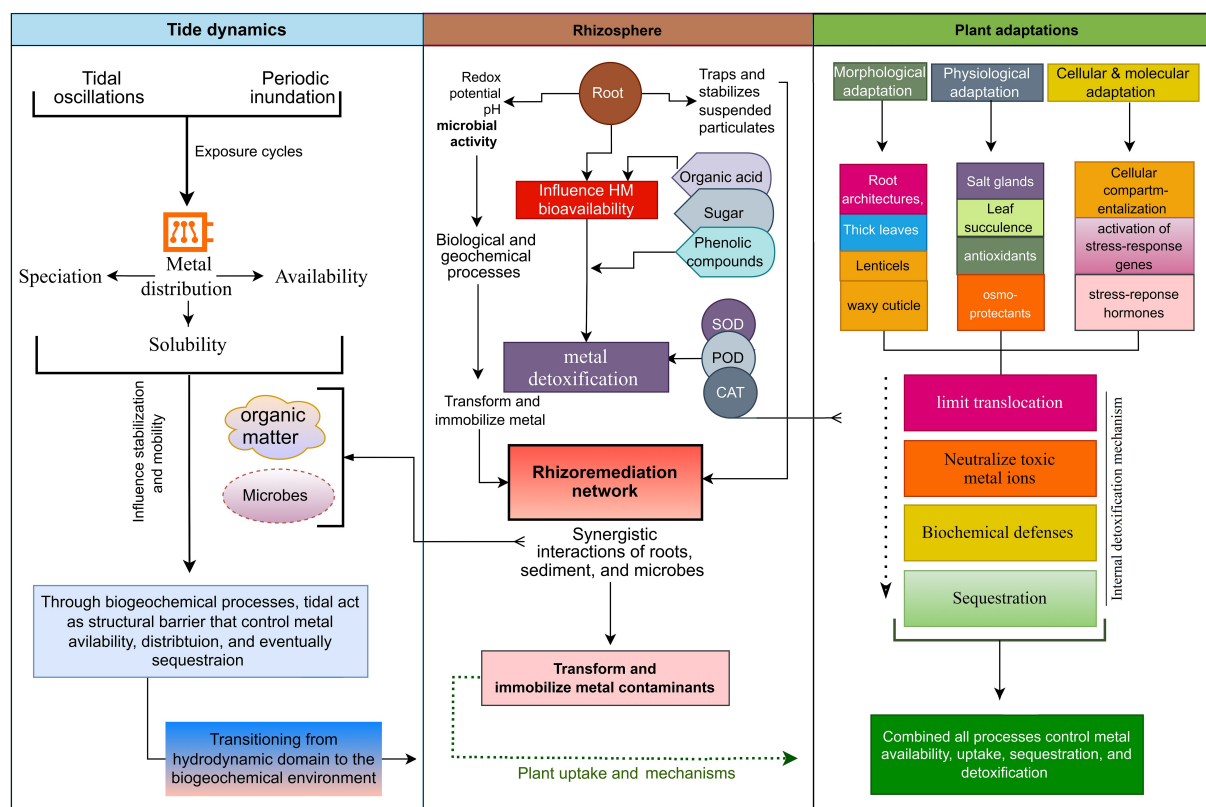 Tide dynamics
Tidal
oscillations
Periodic
inundation
Exposure cycles
Speciation
Metal
distribution
Availability
Solubility
Influence stabilization
and mobility
organic
matter
Microbes
Through biogeochemical processes, tidal act
as structural barrier that control metal
avilability, distribtuion, and eventually
sequestraion
Transitioning from
hydrodynamic domain to the
biogeochemical environment
Rhizosphere
Redox
potential
pH
microbial
activity
Root
Traps and
stabilizes
suspended
particulates
Influence HM
bioavailability
Organic acid
Sugar
Phenolic
compounds
Biological and
geochemical
processes
SOD
POD
CAT
metal
detoxification
Transform and
immobilize metal
Rhizoremediation
network
Synergistic
interactions of roots,
sediment, and microbes
Transform and
immobilize metal contaminants
Plant uptake and mechanisms
Plant adaptations
Morphological
adaptation
Physiological
adaptation
Cellular & molecular
adaptation
Root
architectures,
Thick leaves
Lenticels
waxy cuticle
Salt glands
Leaf
succulence
antioxidants
osmo-
protectants
Cellular
compartm-
entalization
activation of
stress-response
genes
stress-reponse
hormones
limit translocation
Neutralize toxic
metal ions
Biochemical defenses
Sequestration
Internal detoxification mechanism
Combined all processes control metal
availability, uptake, sequestration, and
detoxification